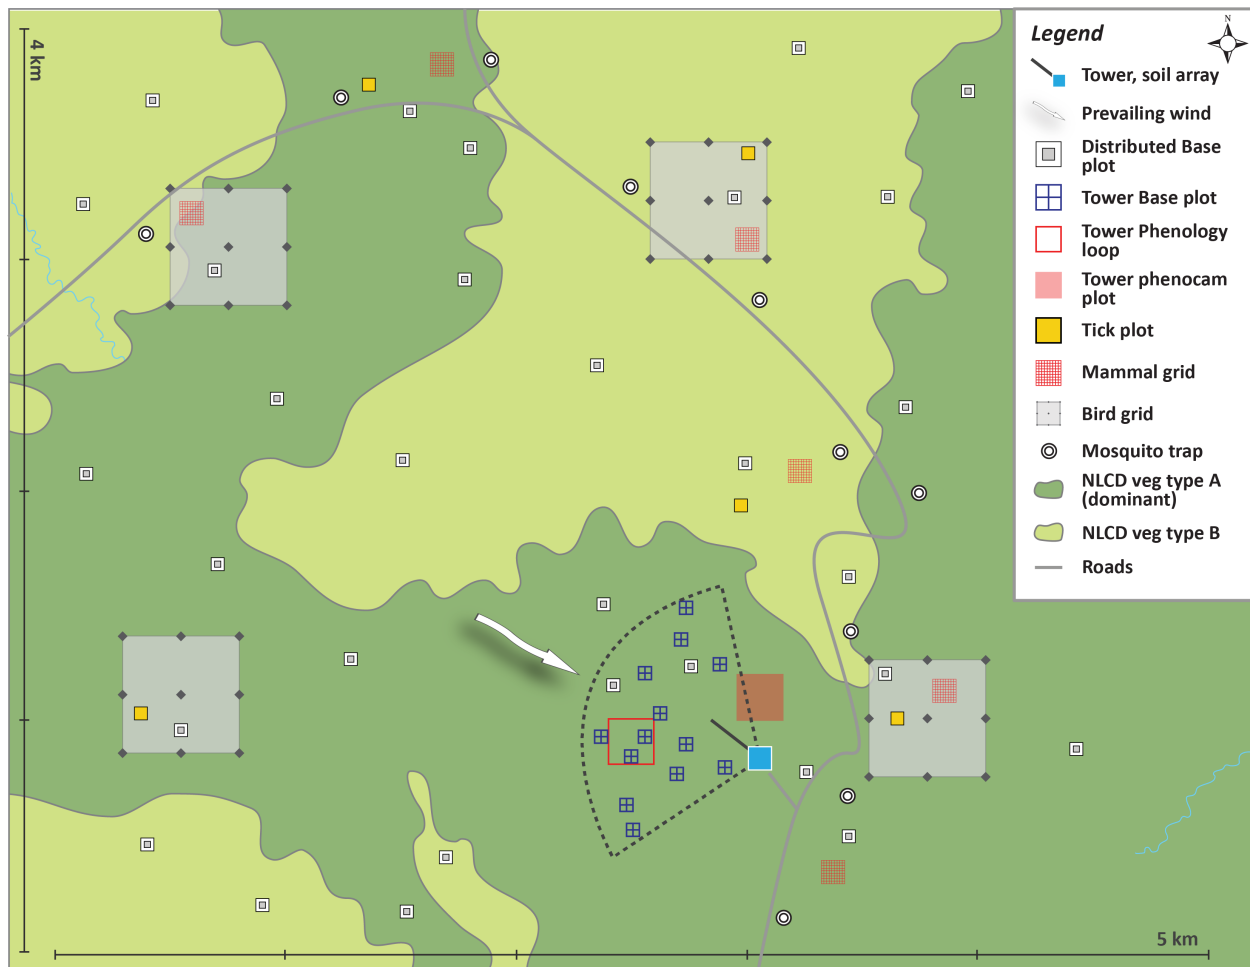 4 km
Legend
N
Tower, soil array
Prevailing wind
Distributed Base
plot
Tower Base plot
Tower Phenology
loop
Tower phenocam
plot
Tick plot
Mammal grid
Bird grid
Mosquito trap
NLCD veg type A
(dominant)
NLCD veg type B
Roads
5 km